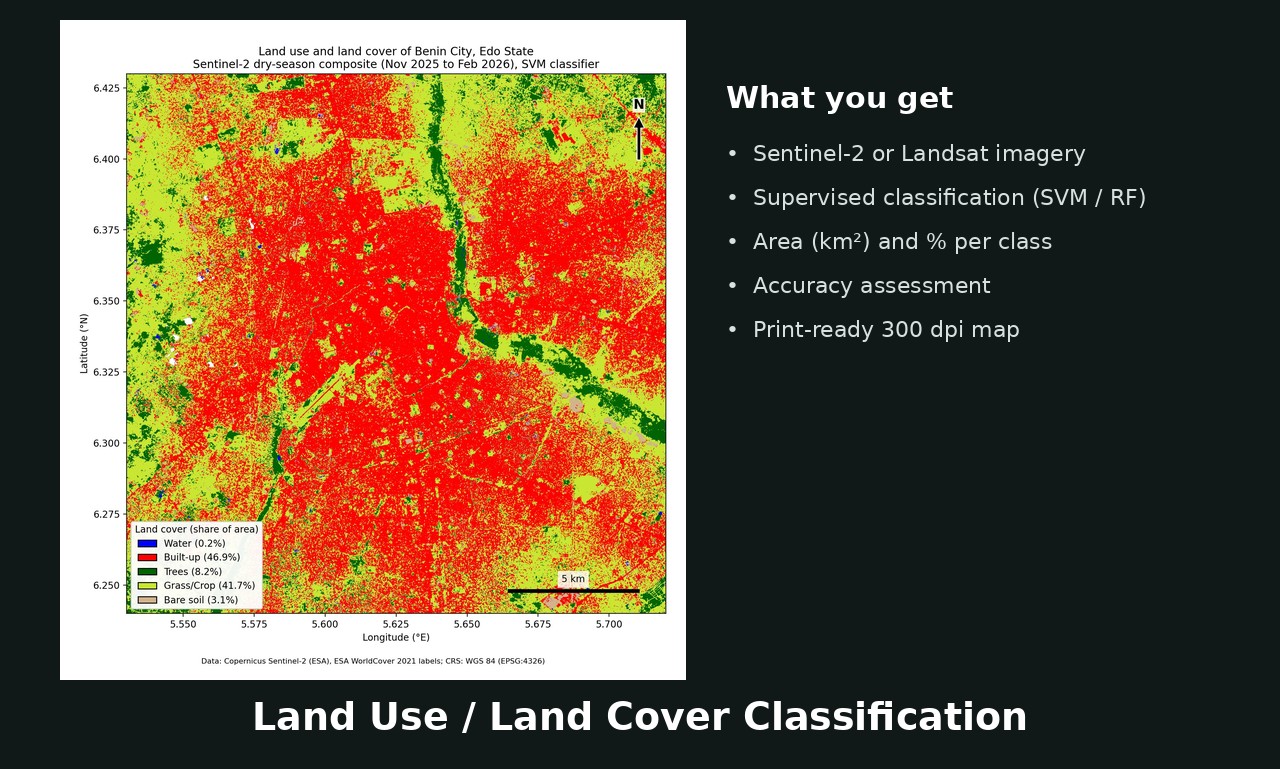 Land use and land cover of Benin City, Edo State
Sentinel-2 dry-season composite (Nov 2025 to Feb 2026), SVM classifier
6.425
6.400
6.375
6.350
6.325
6.300
6.275
6.250
Latitude (°N)
N
Land cover (share of area)
Water (0.2%)
Built-up (46.9%)
Trees (8.2%)
Grass/Crop (41.7%)
Bare soil (3.1%)
5 km
5.550 5.575 5.600 5.625 5.650 5.675 5.700
Longitude (°E)
Data: Copernicus Sentinel-2 (ESA), ESA WorldCover 2021 labels; CRS: WGS 84 (EPSG:4326)
What you get
• Sentinel-2 or Landsat imagery
• Supervised classification (SVM / RF)
• Area (km²) and % per class
• Accuracy assessment
• Print-ready 300 dpi map
Land Use / Land Cover Classification